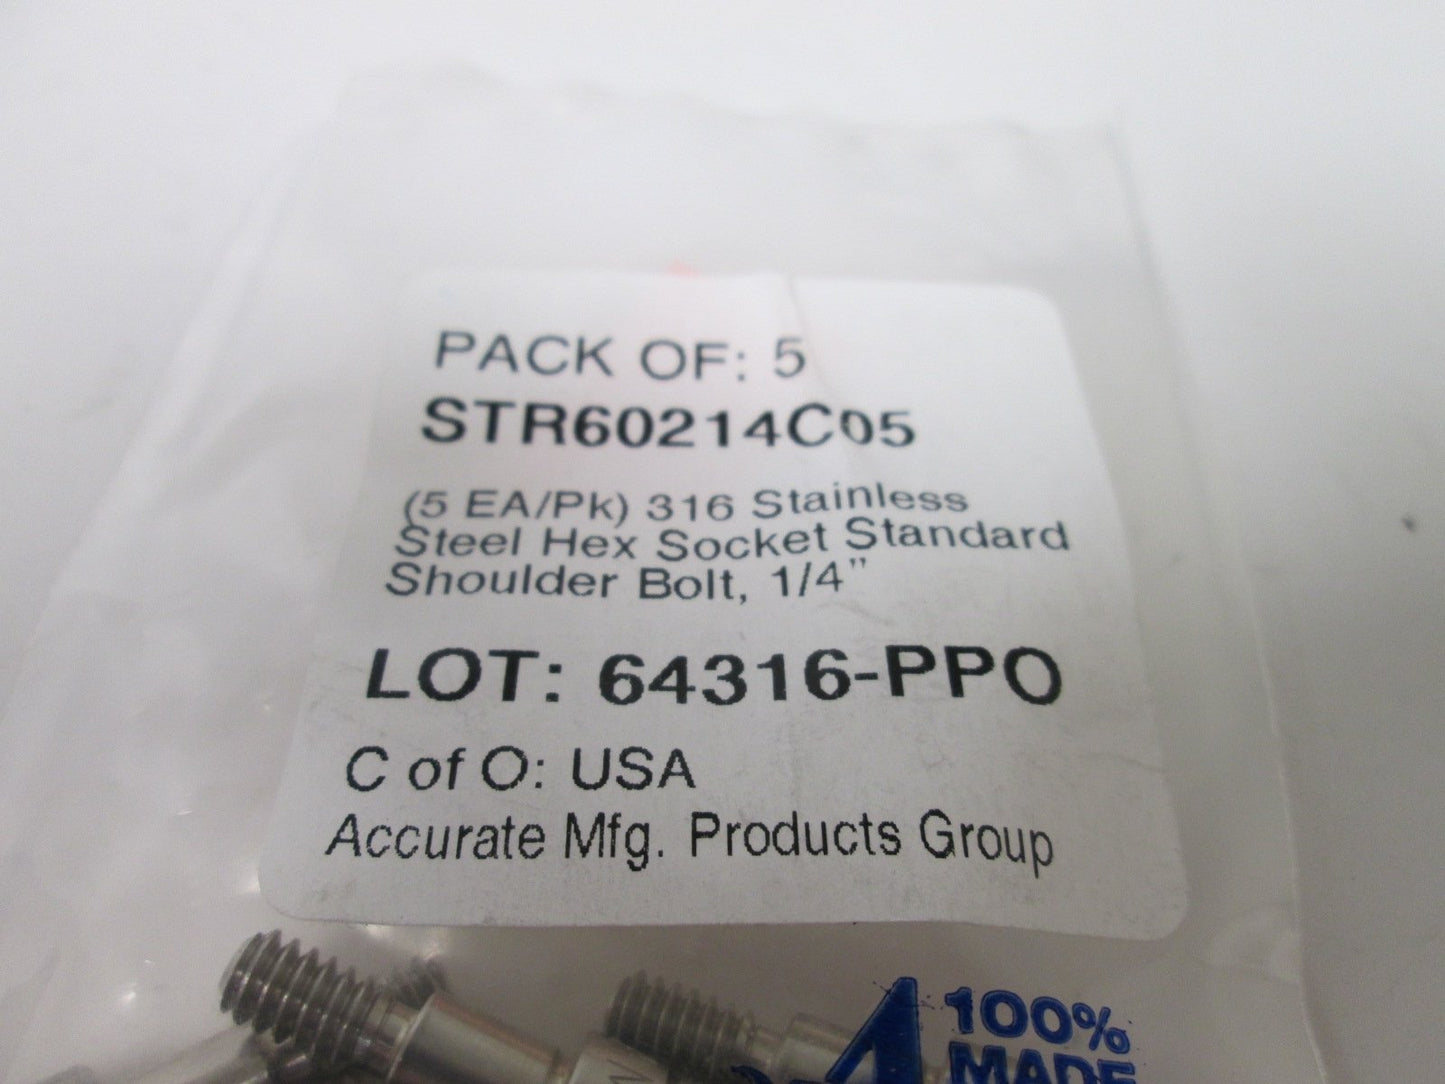 PACK OF: 5
STR60214C05
(5 EA/Pk) 316 Stainless
Steel Hex Socket Standard
Shoulder Bolt, 1/4"
LOT: 64316-PPO
C of O: USA
Accurate Mfg. Products Group
100%
MADE